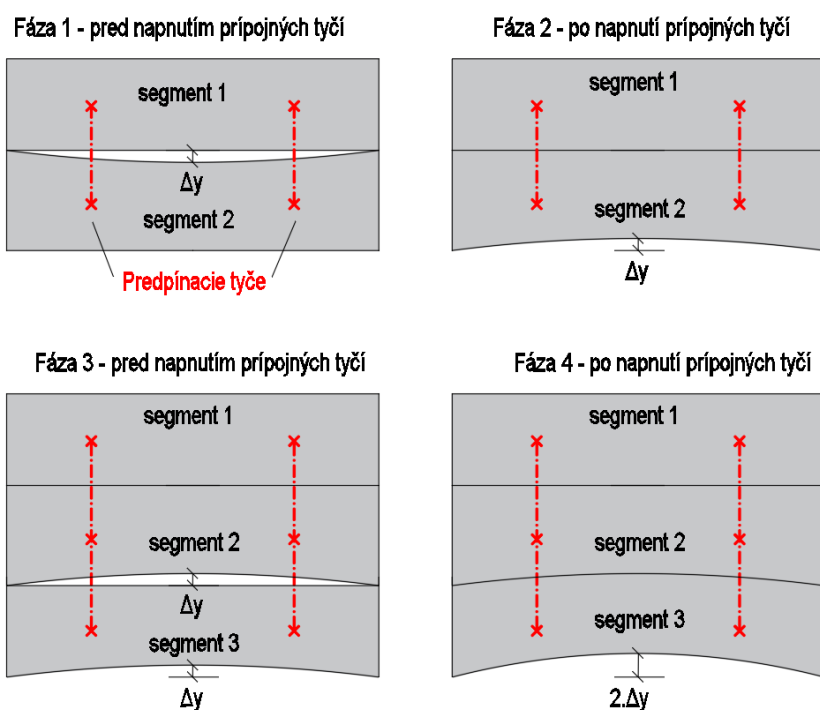 Fáza 1 - pred napnutím prípojných tyčí
segment 1
Δy
segment 2
Predpínacie tyče
Fáza 2 - po napnutí prípojných tyčí
segment 1
segment 2
Δy
Fáza 3 - pred napnutím prípojných tyčí
segment 1
segment 2
Δy
segment 3
Δy
Fáza 4 - po napnutí prípojných tyčí
segment 1
segment 2
segment 3
2.Δy